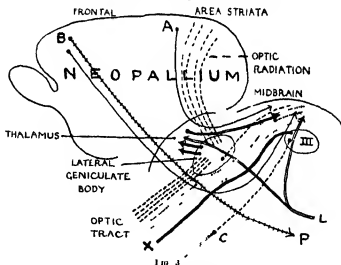 FRONTAL AREA STRIATA
B A
OPTIC
RADIATION
NEOPALLIUM
MIDBRAIN
THALAMUS
III
LATERAL
GENICULATE
BODY
L
OPTIC
TRACT
X C P